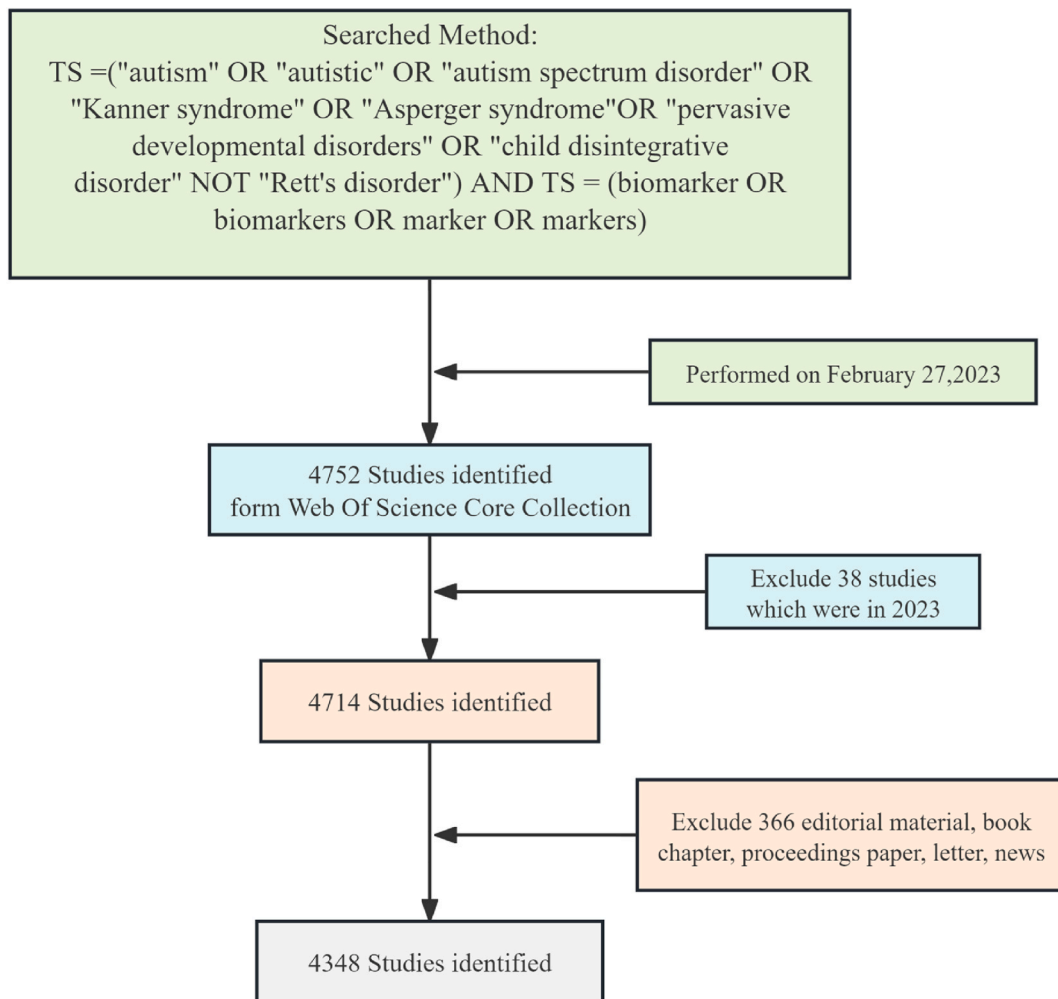 Searched Method:
TS =("autism" OR "autistic" OR "autism spectrum disorder" OR
"Kanner syndrome" OR "Asperger syndrome"OR "pervasive
developmental disorders" OR "child disintegrative
disorder" NOT "Rett's disorder") AND TS = (biomarker OR
biomarkers OR marker OR markers)
Performed on February 27,2023
4752 Studies identified
form Web Of Science Core Collection
Exclude 38 studies
which were in 2023
4714 Studies identified
Exclude 366 editorial material, book
chapter, proceedings paper, letter, news
4348 Studies identified